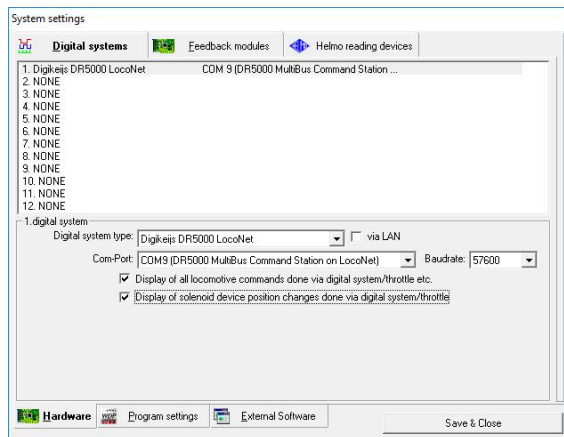 System settings
Digital systems Feedback modules Helmo reading devices
1. Digikeijs DR5000 LocoNet COM 9 (DR5000 MultiBus Command Station ...
2. NONE
3. NONE
4. NONE
5. NONE
6. NONE
7. NONE
8. NONE
9. NONE
10. NONE
11. NONE
12. NONE
1.digital system
Digital system type: Digikeijs DR5000 LocoNet via LAN
Com-Port: COM9 (DR5000 MultiBus Command Station on LocoNet) Baudrate: 57600
Display of all locomotive commands done via digital system/throttle etc.
Display of solenoid device position changes done via digital system/throttle
Hardware WDP Program settings External Software Save & Close